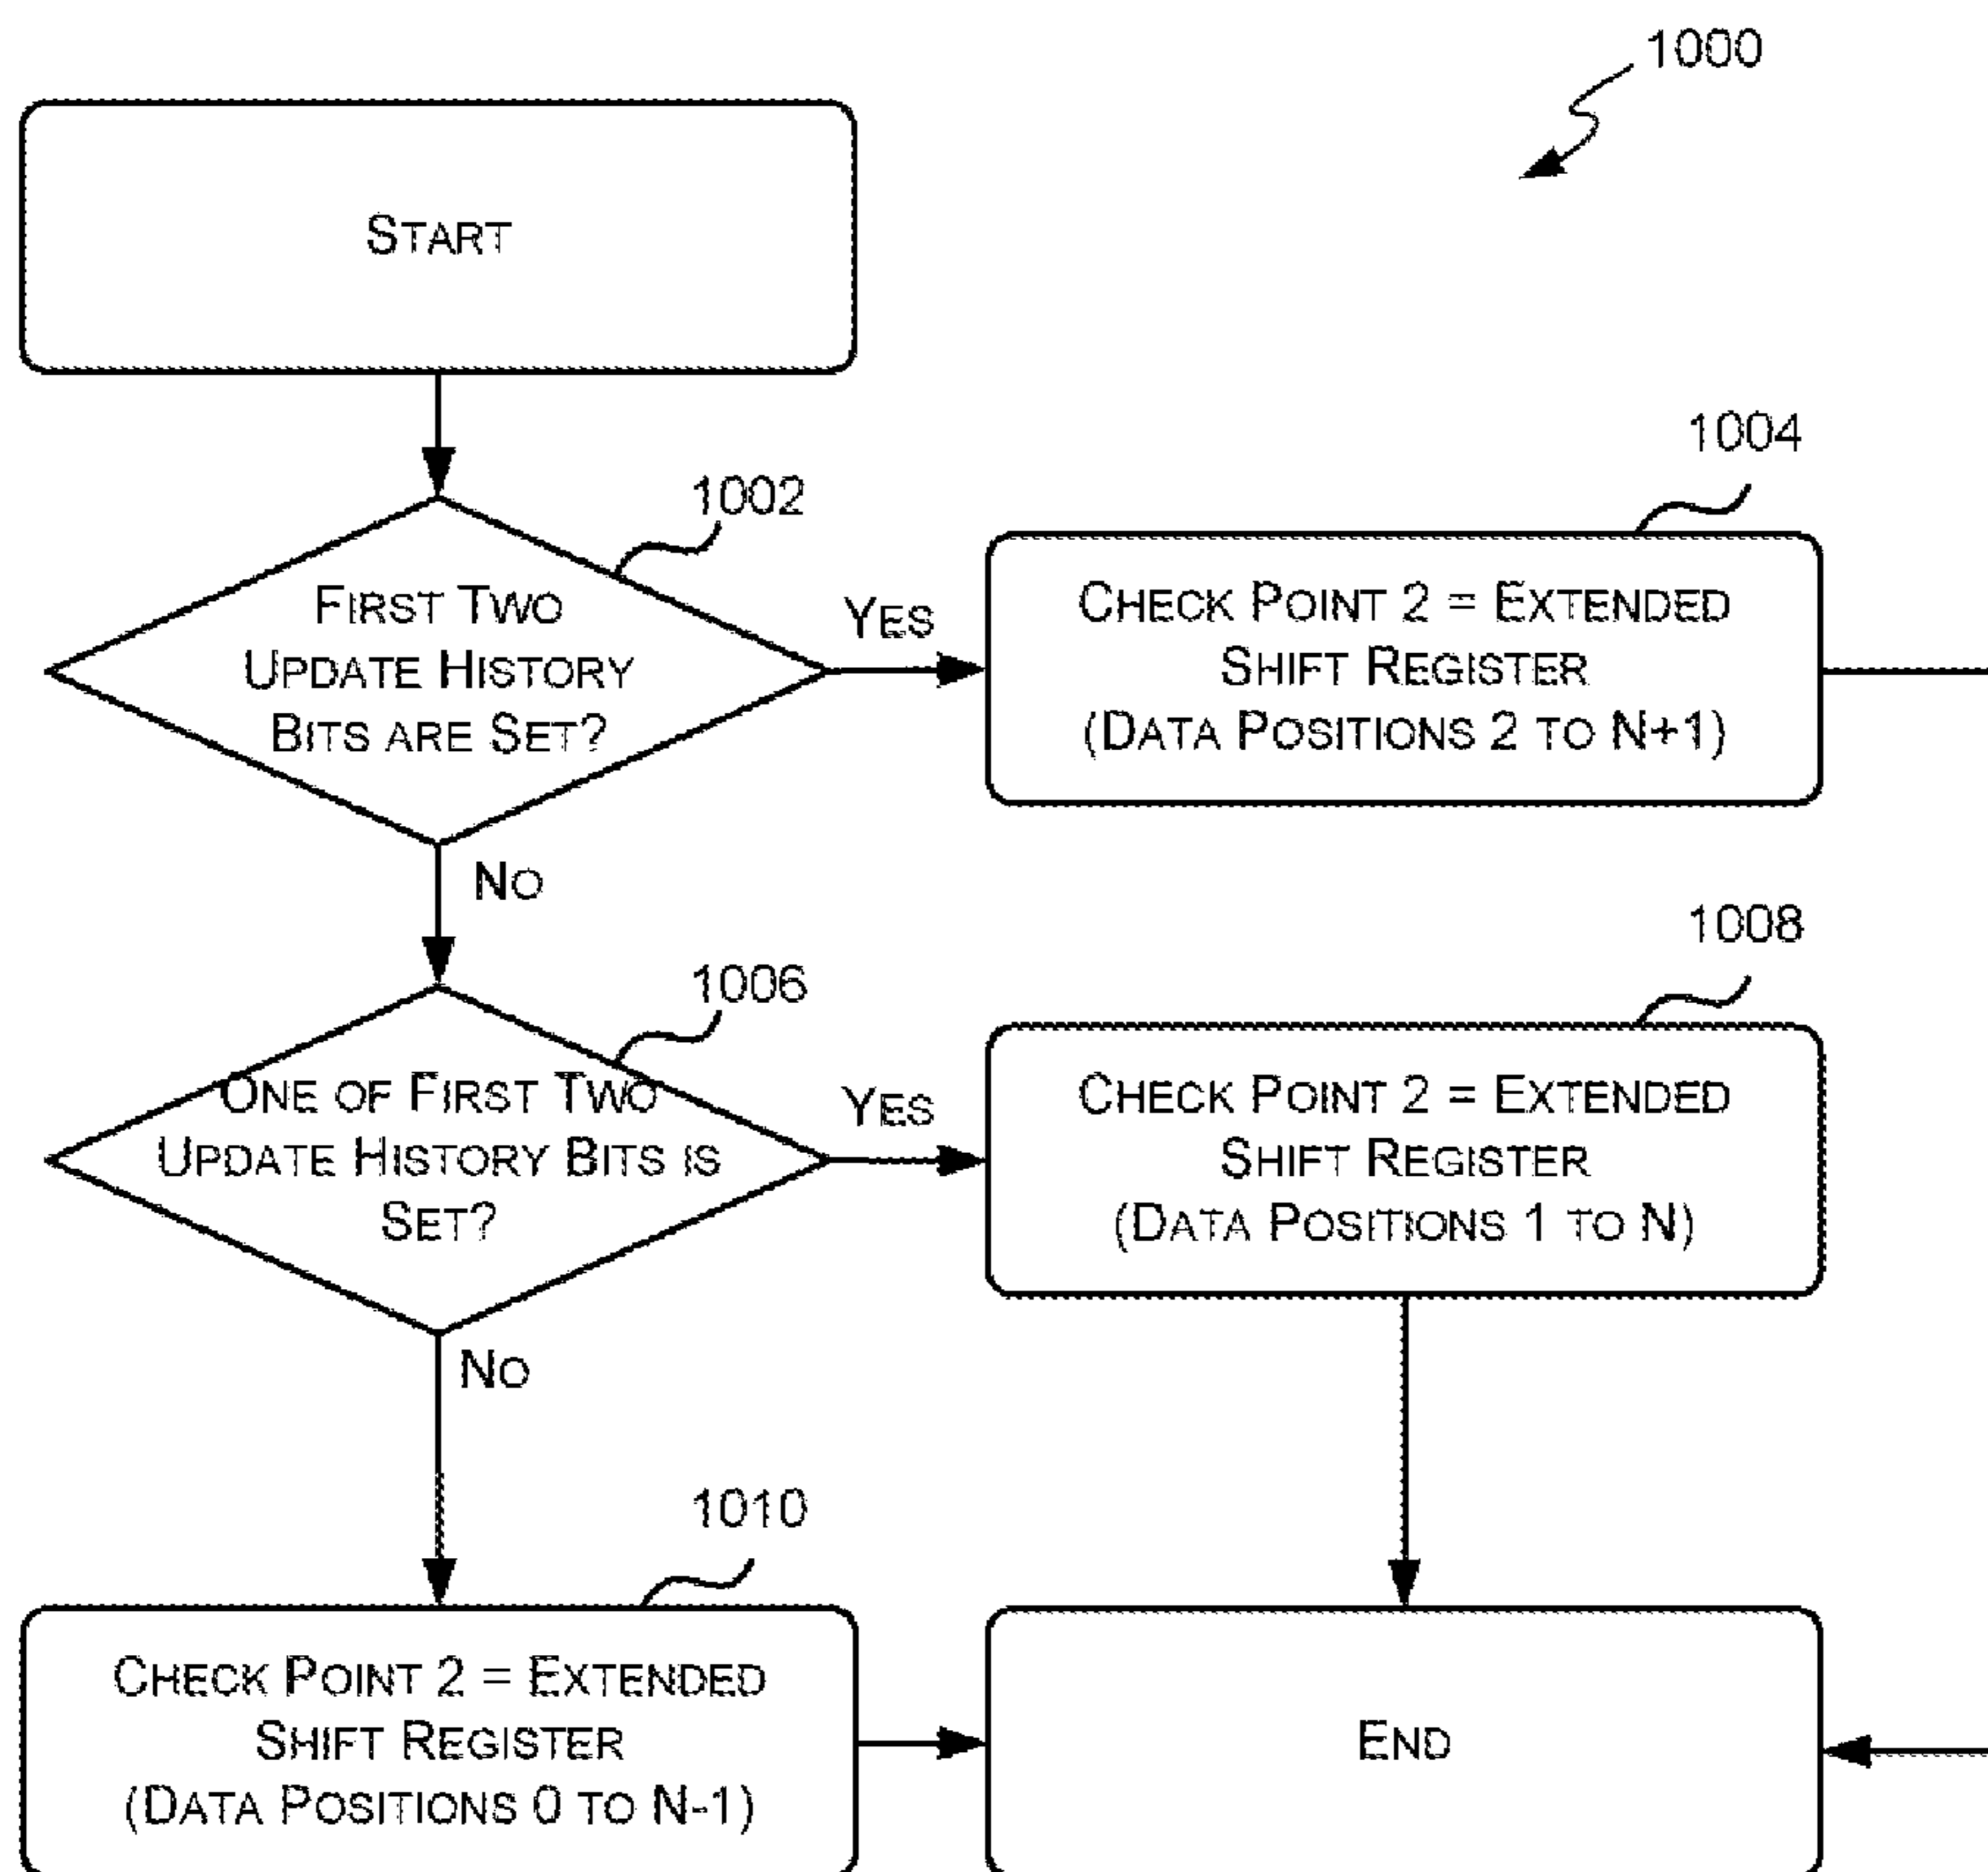 1000
START
1002
FIRST TWO
UPDATE HISTORY
BITS ARE SET?
YES
NO
1004
CHECK POINT 2 = EXTENDED
SHIFT REGISTER
(DATA POSITIONS 2 TO N+1)
1006
ONE OF FIRST TWO
UPDATE HISTORY BITS IS
SET?
YES
NO
1008
CHECK POINT 2 = EXTENDED
SHIFT REGISTER
(DATA POSITIONS 1 TO N)
1010
CHECK POINT 2 = EXTENDED
SHIFT REGISTER
(DATA POSITIONS 0 TO N-1)
END